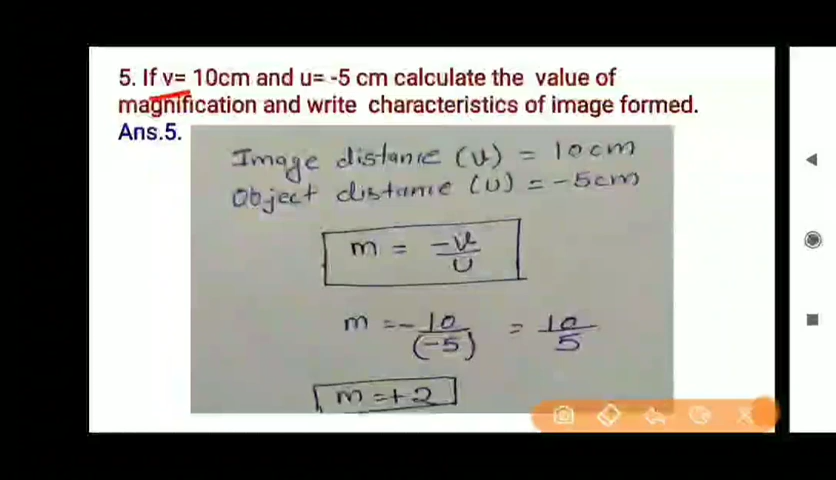 5. If v= 10cm and u= -5 cm calculate the value of
magnification and write characteristics of image formed.
Ans.5.
Image distance (v) = 10cm
Object distance (u) = -5cm
m = -v/u
m = - 10/(-5) = 10/5
m = +2